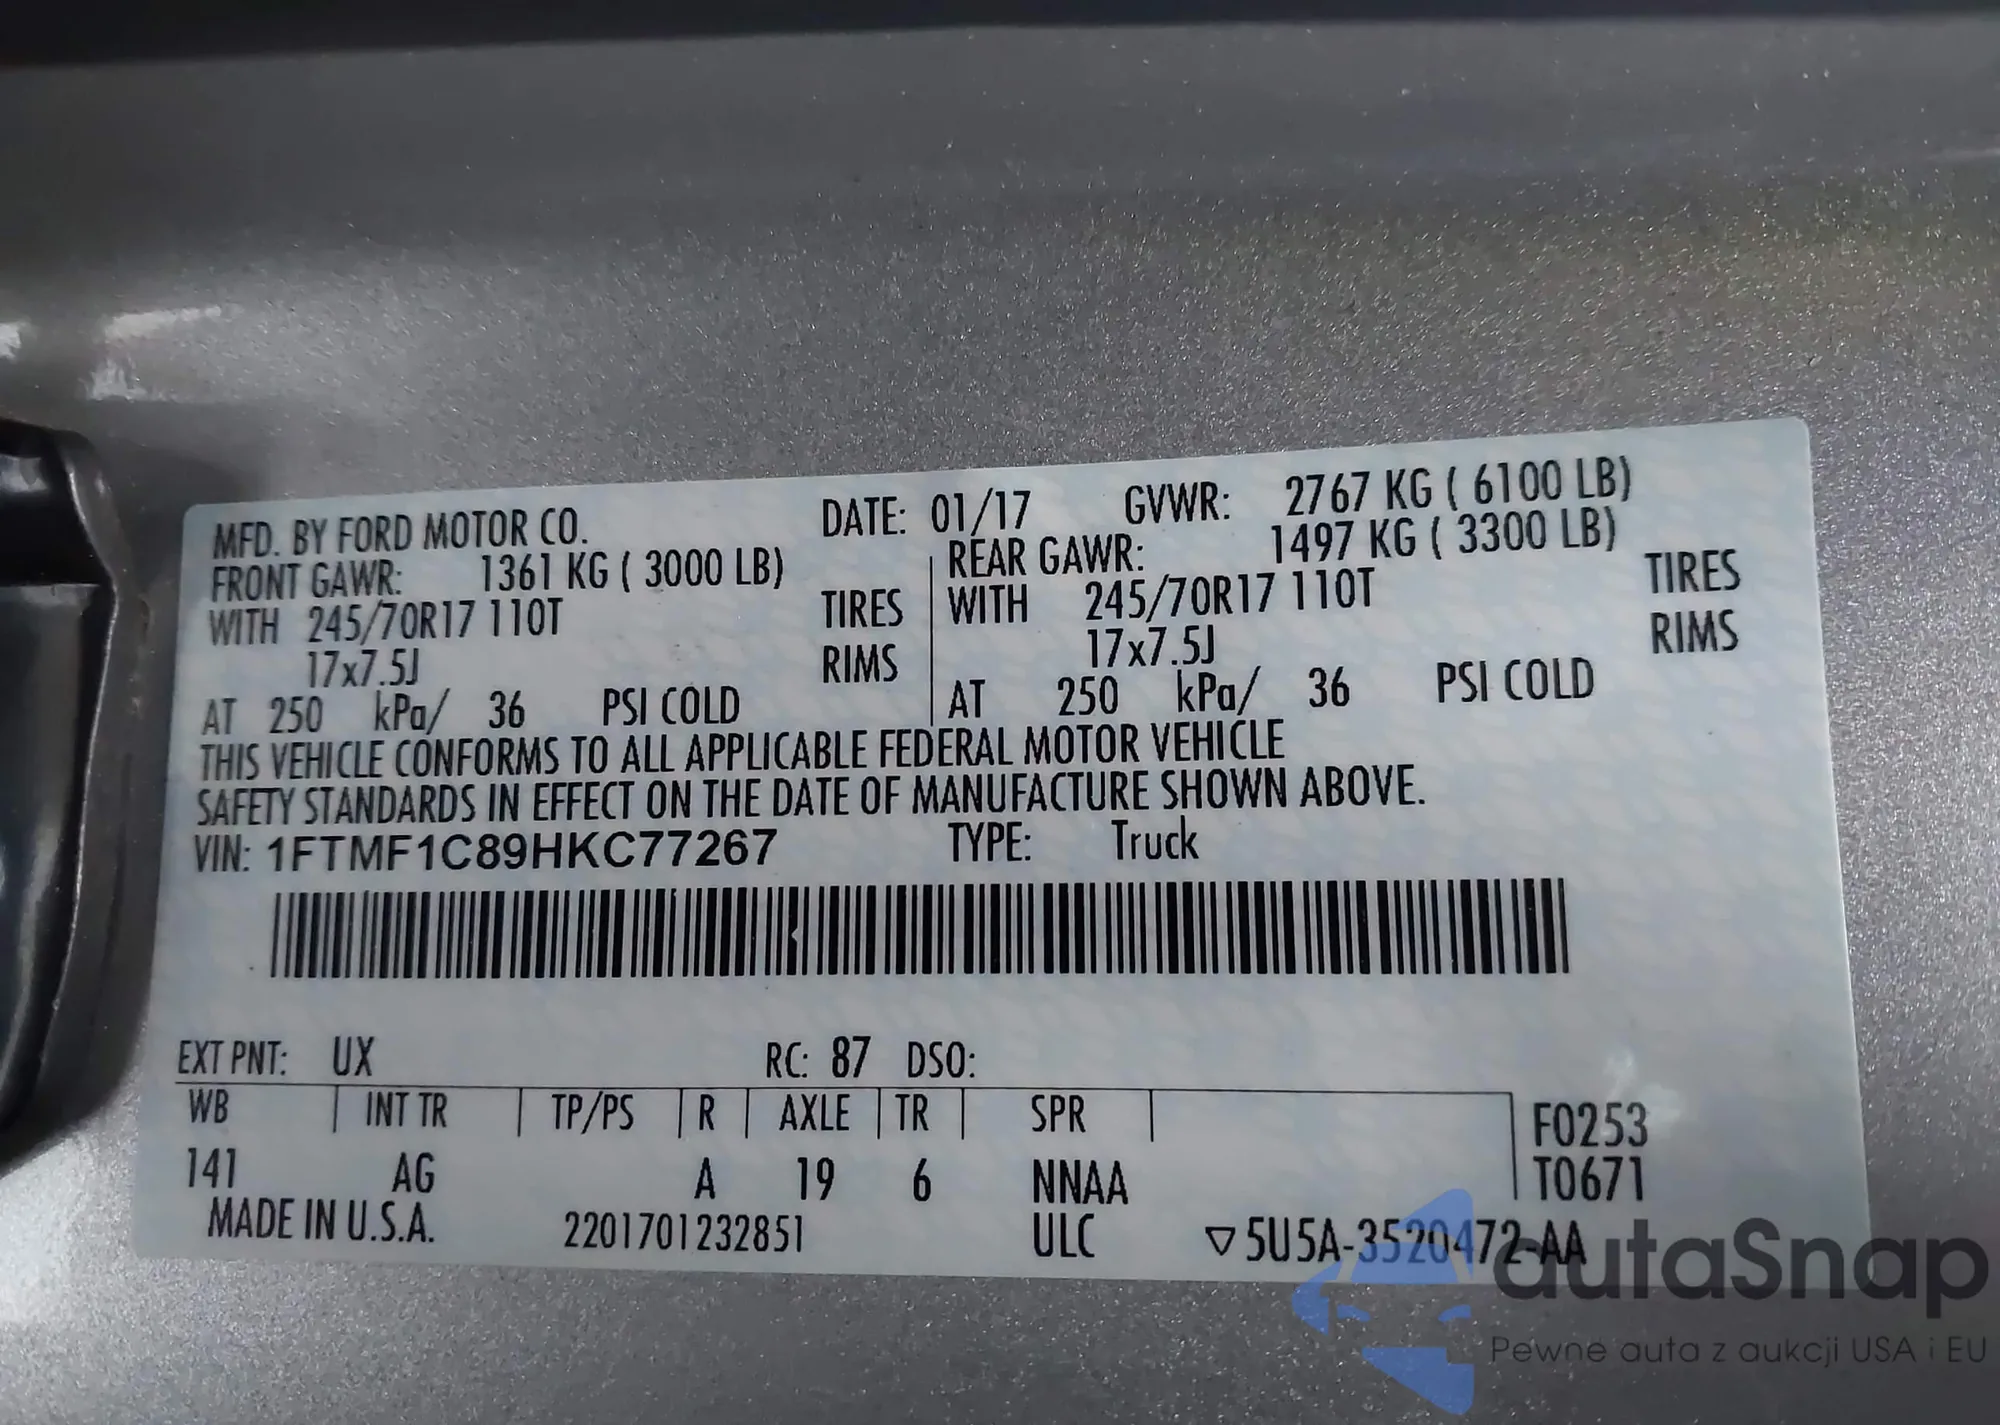 MFD. BY FORD MOTOR CO. DATE: 01/17 GVWR: 2767 KG ( 6100 LB)
FRONT GAWR: 1361 KG ( 3000 LB) REAR GAWR: 1497 KG ( 3300 LB)
WITH 245/70R17 110T TIRES WITH 245/70R17 110T TIRES
17x7.5J RIMS 17x7.5J RIMS
AT 250 kPa/ 36 PSI COLD AT 250 kPa/ 36 PSI COLD
THIS VEHICLE CONFORMS TO ALL APPLICABLE FEDERAL MOTOR VEHICLE
SAFETY STANDARDS IN EFFECT ON THE DATE OF MANUFACTURE SHOWN ABOVE.
VIN: 1FTMF1C89HKC77267 TYPE: Truck
EXT PNT: UX RC: 87 DSO:
WB INT TR TP/PS R AXLE TR SPR F0253
141 AG A 19 6 NNAA T0671
MADE IN U.S.A. 2201701232851 ULC ▽5U5A-3520472-AA
autaSnap
Pewne auta z aukcji USA i EU